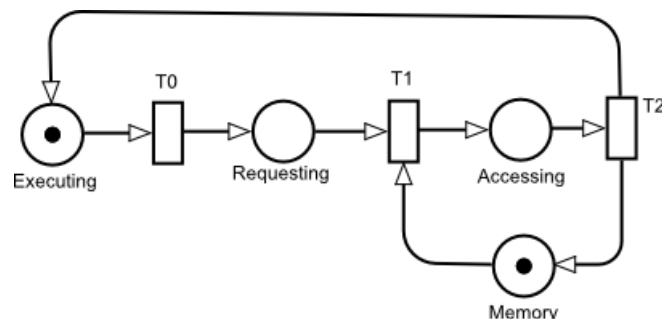 T0
T1
T2
Executing
Requesting
Accessing
Memory